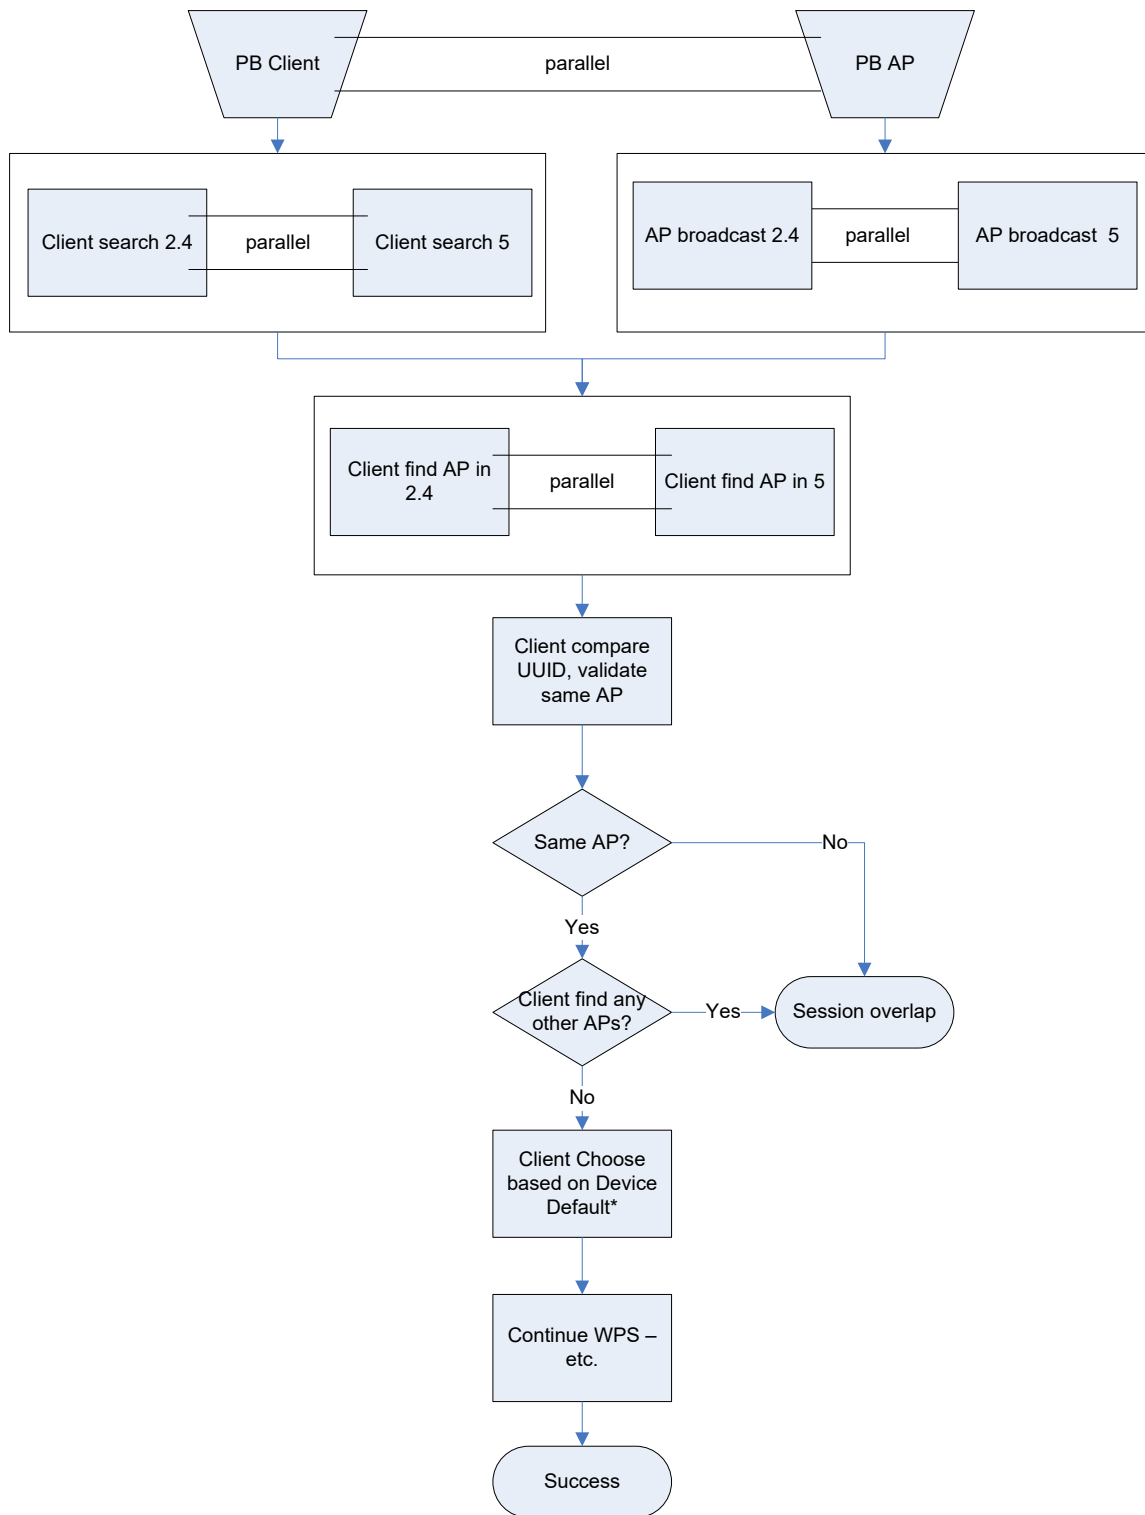 PB Client
parallel
PB AP
Client search 2.4
parallel
Client search 5
AP broadcast 2.4
parallel
AP broadcast  5
Client find AP in
2.4
parallel
Client find AP in 5
Client compare
UUID, validate
same AP
Same AP?
No
Yes
Client find any
other APs?
Yes
Session overlap
No
Client Choose
based on Device
Default*
Continue WPS –
etc.
Success